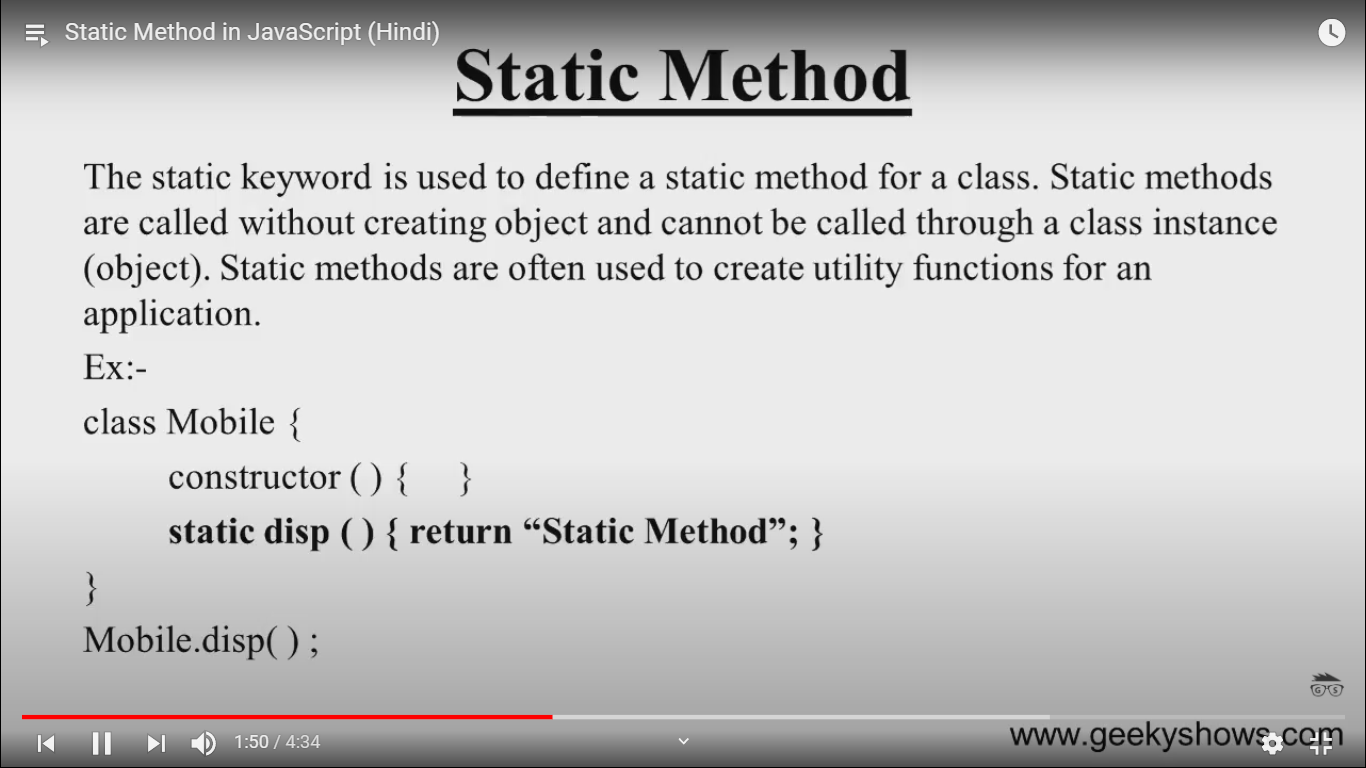 Static Method in JavaScript (Hindi)
Static Method
The static keyword is used to define a static method for a class. Static methods
are called without creating object and cannot be called through a class instance
(object). Static methods are often used to create utility functions for an
application.
Ex:-
class Mobile {
constructor ( ) { }
static disp ( ) { return “Static Method”; }
}
Mobile.disp( ) ;
G S
1:50 / 4:34
www.geekyshows.com